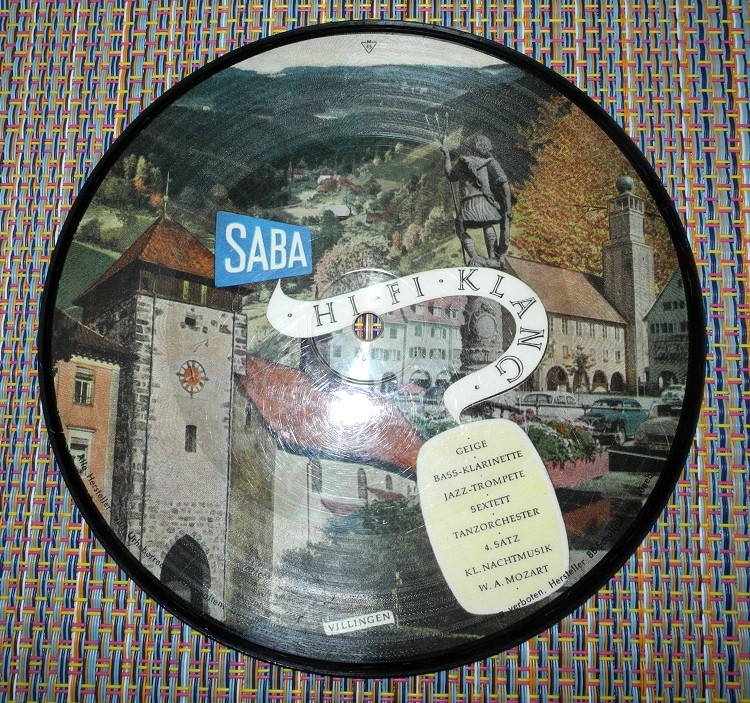 SABA
· HI · FI · KLANG ·
GEIGE
BASS-KLARINETTE
JAZZ-TROMPETE
SEXTETT
TANZORCHESTER
4. SATZ
KL. NACHTMUSIK
W. A. MOZART
VILLINGEN
Hersteller
verboten. Hersteller